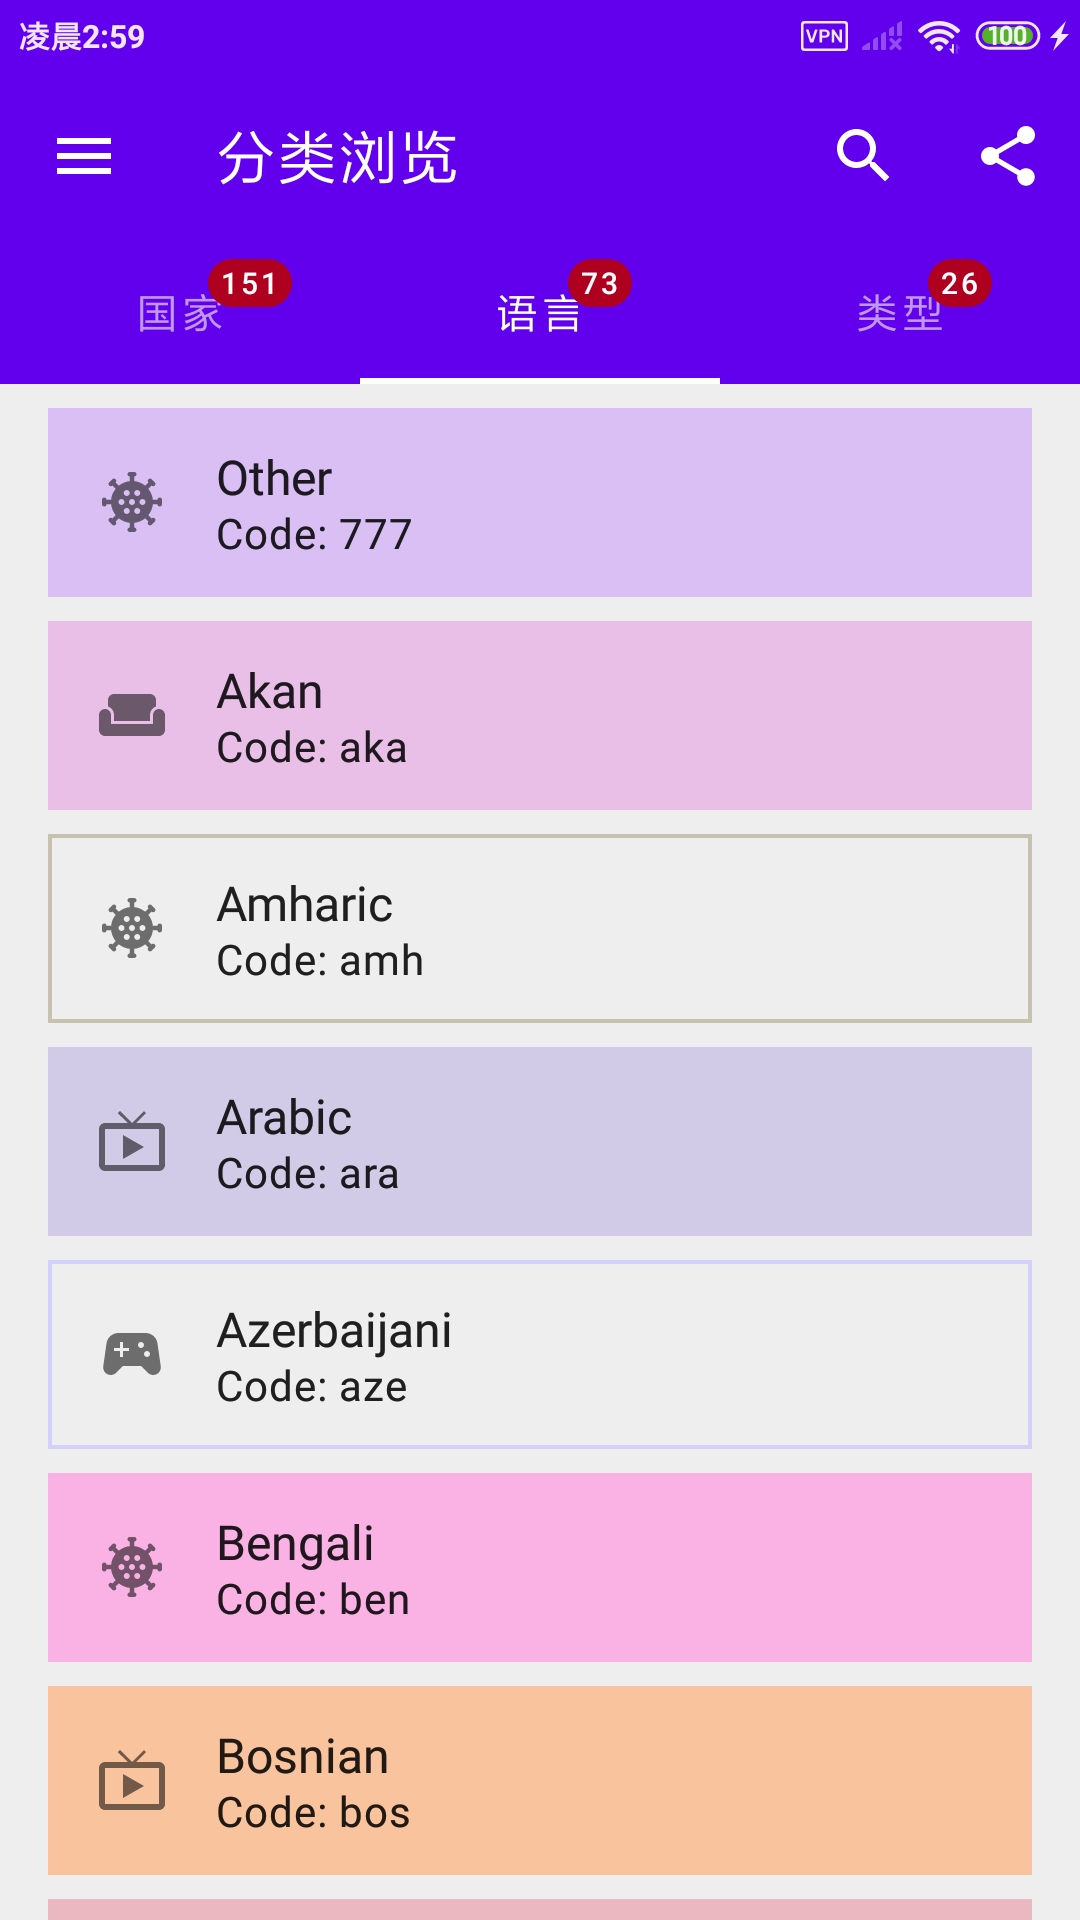 凌晨2:59 VPN 100
分类浏览
国家 151 语言 73 类型 26
Other
Code: 777
Akan
Code: aka
Amharic
Code: amh
Arabic
Code: ara
Azerbaijani
Code: aze
Bengali
Code: ben
Bosnian
Code: bos